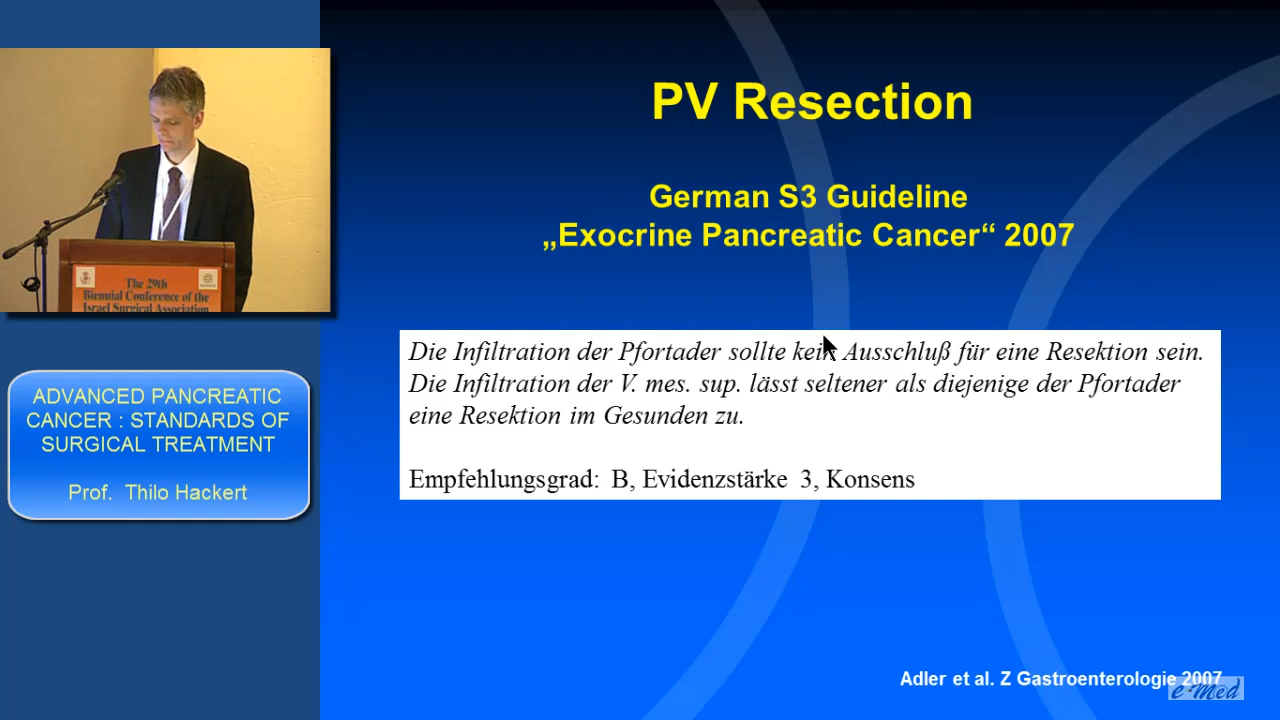 PV Resection
German S3 Guideline
„Exocrine Pancreatic Cancer“ 2007
Die Infiltration der Pfortader sollte kein Ausschluß für eine Resektion sein.
Die Infiltration der V. mes. sup. lässt seltener als diejenige der Pfortader
eine Resektion im Gesunden zu.
Empfehlungsgrad: B, Evidenzstärke 3, Konsens
Adler et al. Z Gastroenterologie 2007
e-Med
The 29th
Biennial Conference of the
Israel Surgical Association
ADVANCED PANCREATIC
CANCER : STANDARDS OF
SURGICAL TREATMENT
Prof. Thilo Hackert